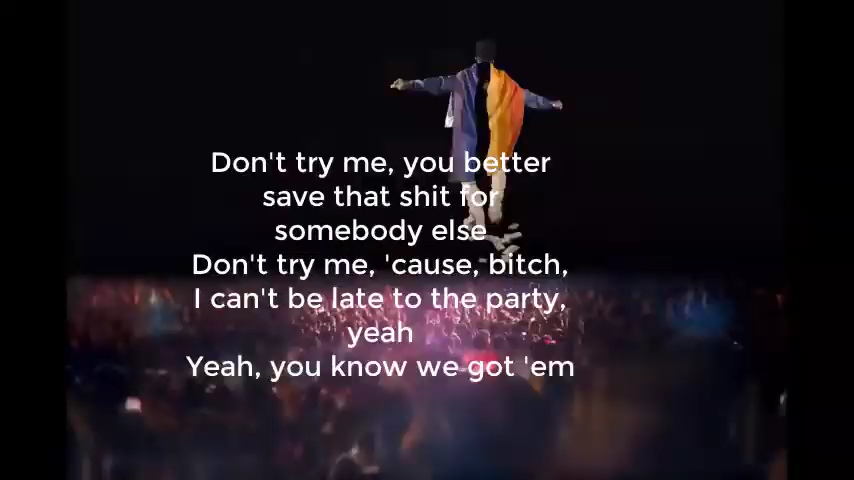 Don't try me, you better
save that shit for
somebody else
Don't try me, 'cause, bitch,
I can't be late to the party,
yeah
Yeah, you know we got 'em